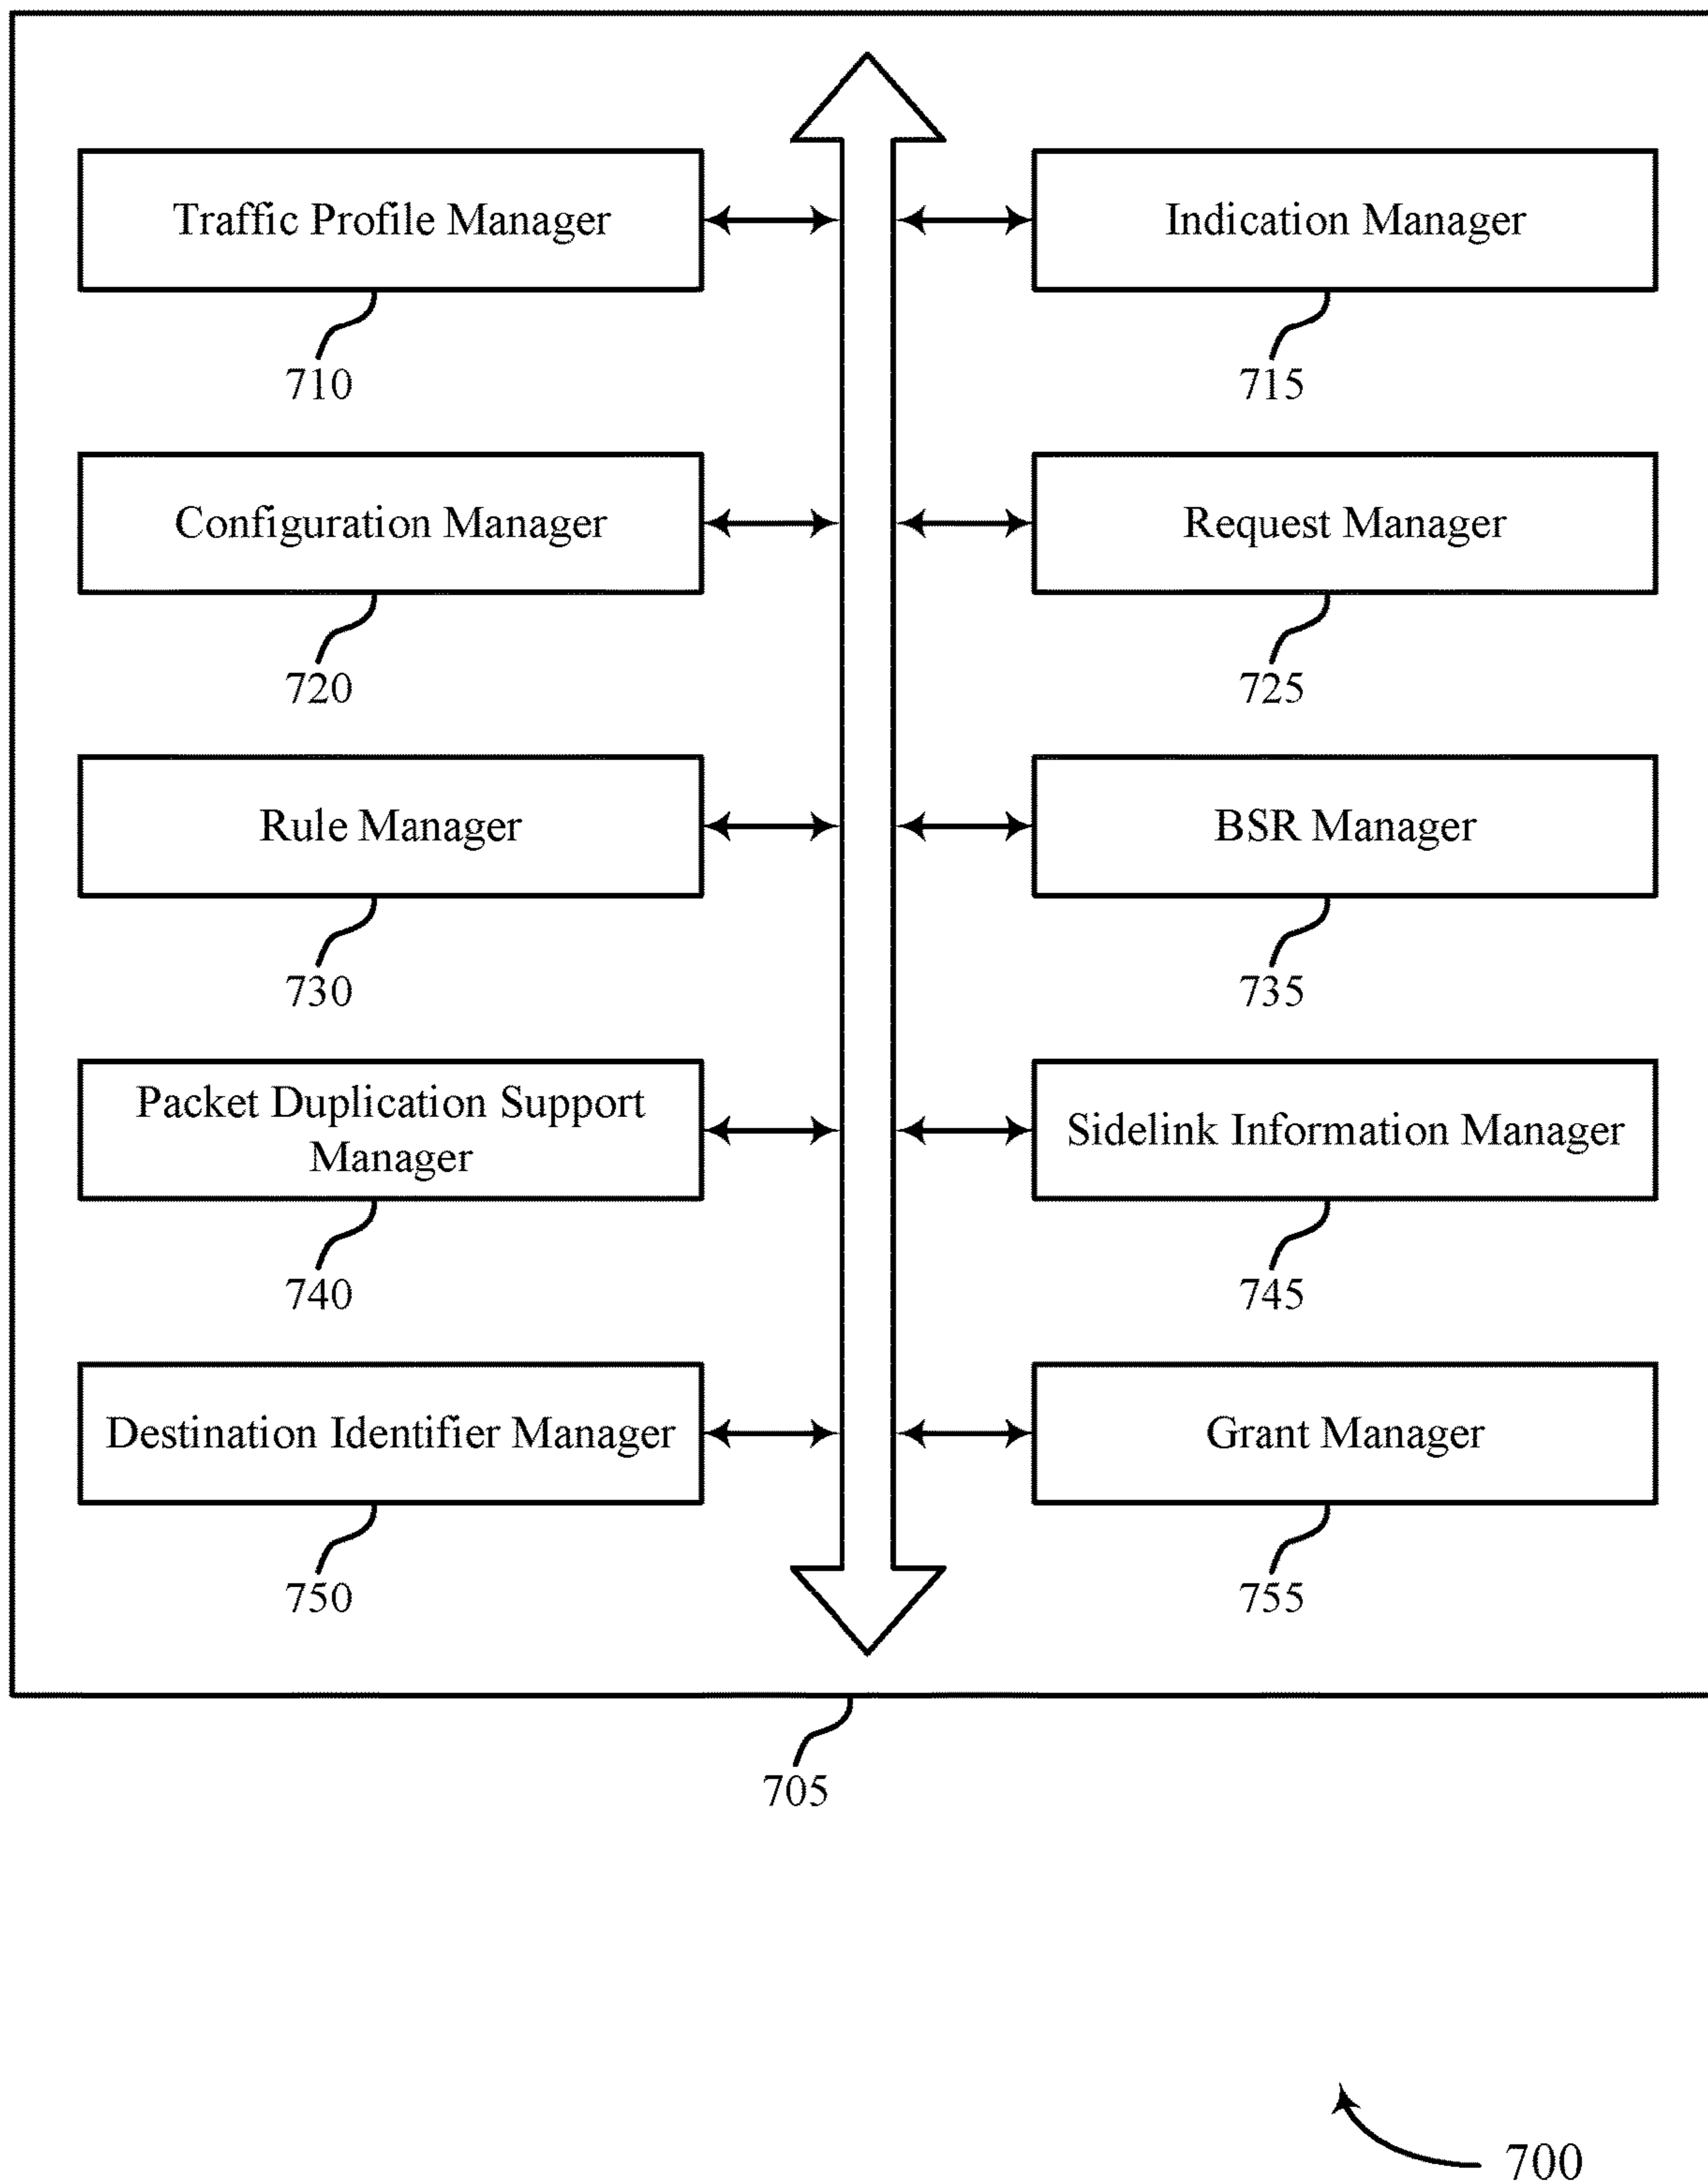 Traffic Profile Manager
710
Indication Manager
715
Configuration Manager
720
Request Manager
725
Rule Manager
730
BSR Manager
735
Packet Duplication Support
Manager
740
Sidelink Information Manager
745
Destination Identifier Manager
750
Grant Manager
755
705
700